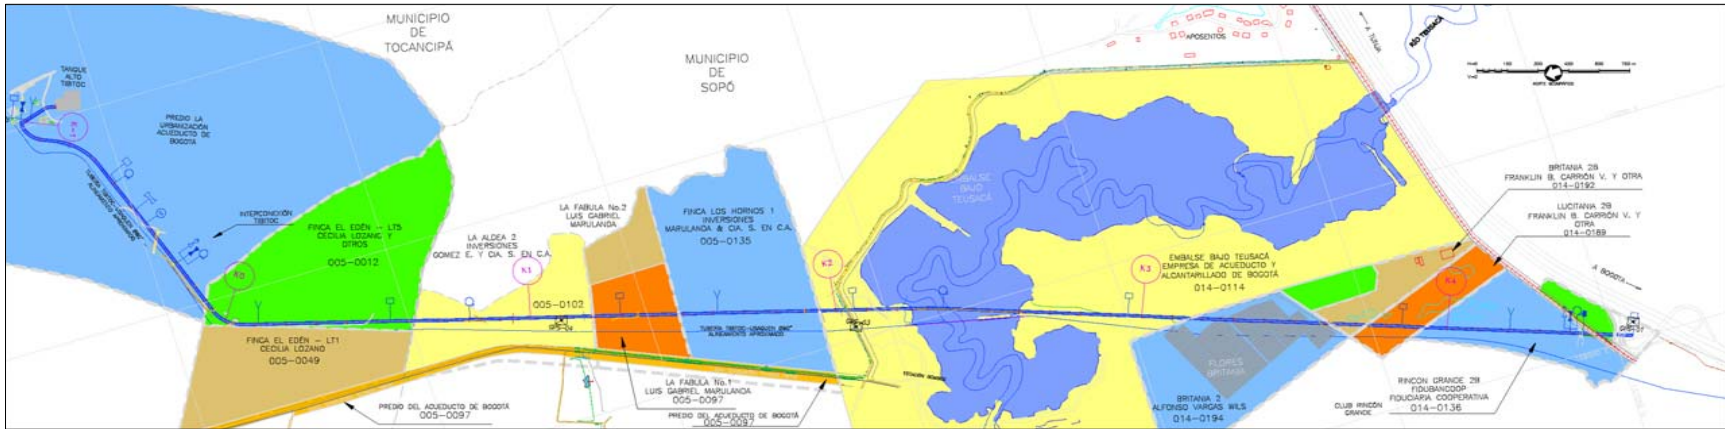 MUNICIPIO
DE
TOCANCIPÁ
MUNICIPIO
DE
SOPÓ
APOSENTOS
A TUNJA
RÍO TEUSACÁ
NORTE GEOGRÁFICO
TANQUE
ALTO
TIBITOC
K-1
PREDIO LA
URBANIZACIÓN
ACUEDUCTO DE
BOGOTÁ
INTERCONEXIÓN
TIBITOC
K0
FINCA EL EDÉN - LT5
CECILIA LOZANO Y
OTROS
005-0012
LA ALDEA 2
INVERSIONES
GOMEZ E. Y CIA. S. EN C.A.
K1
005-0102
LA FABULA No.2
LUIS GABRIEL
MARULANDA
FINCA LOS HORNOS 1
INVERSIONES
MARULANDA & CIA. S. EN C.A.
005-0135
K2
EMBALSE
BAJO
TEUSACÁ
K3
EMBALSE BAJO TEUSACÁ
EMPRESA DE ACUEDUCTO Y
ALCANTARILLADO DE BOGOTÁ
014-0114
BRITANIA 2B
FRANKLIN B. CARRIÓN V. Y OTRA
014-0192
LUCITANIA 2B
FRANKLIN B. CARRIÓN V. Y
OTRA
014-0189
A BOGOTÁ
K4
FINCA EL EDÉN - LT1
CECILIA LOZANO
005-0049
PREDIO DEL ACUEDUCTO DE BOGOTÁ
005-0097
LA FABULA No.1
LUIS GABRIEL MARULANDA
005-0097
PREDIO DEL ACUEDUCTO DE BOGOTÁ
005-0097
FLORES
BRITANIA
BRITANIA 2
ALFONSO VARGAS WILS
014-0194
CLUB RINCÓN
GRANDE
RINCON GRANDE 2B
FIDUBANCOOP
FIDUCIARIA COOPERATIVA
014-0136